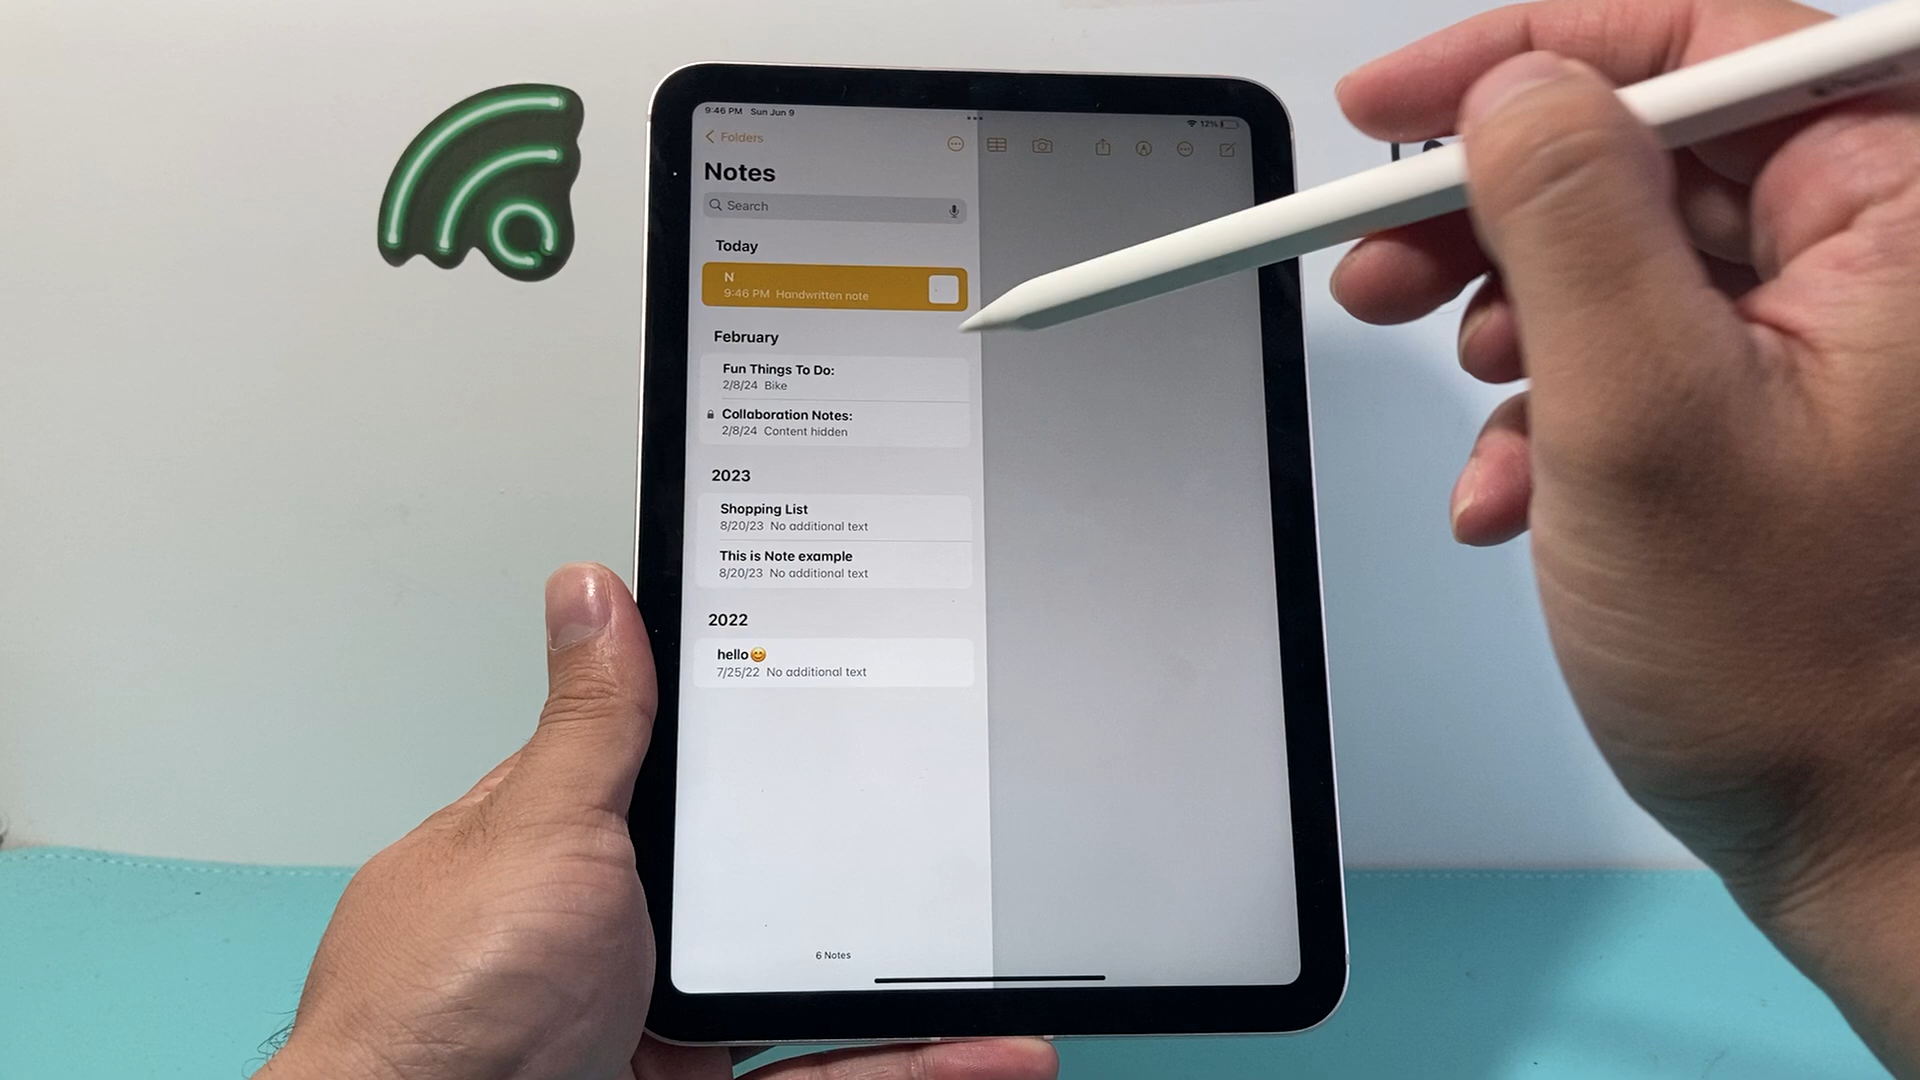 9:46 PM Sun Jun 9
12%
Folders
Notes
Search
Today
N
9:46 PM Handwritten note
February
Fun Things To Do:
2/8/24 Bike
Collaboration Notes:
2/8/24 Content hidden
2023
Shopping List
8/20/23 No additional text
This is Note example
8/20/23 No additional text
2022
hello😊
7/25/22 No additional text
6 Notes